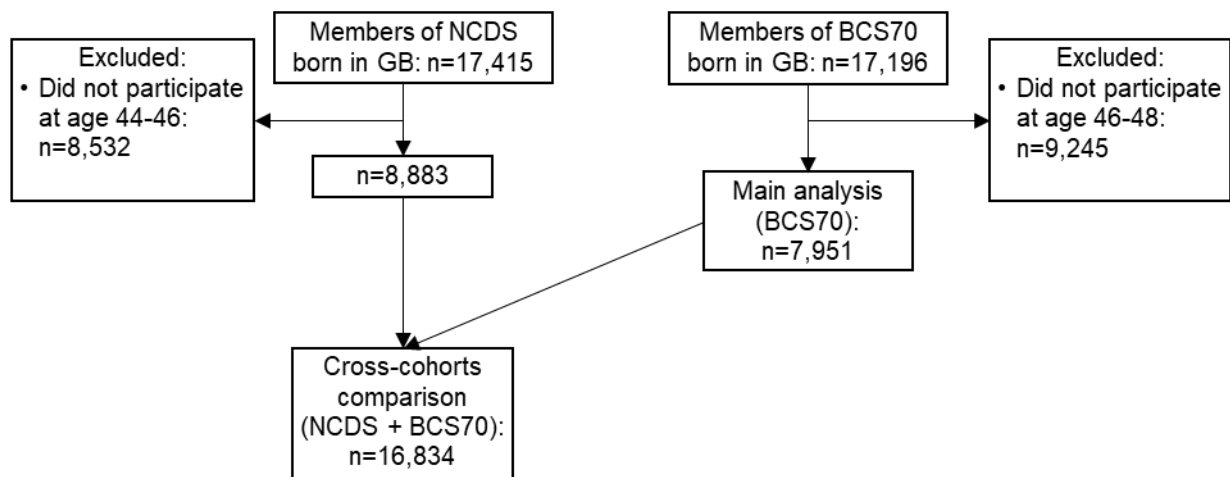 Members of NCDS
born in GB: n=17,415
Members of BCS70
born in GB: n=17,196
Excluded:
• Did not participate
at age 44-46:
n=8,532
Excluded:
• Did not participate
at age 46-48:
n=9,245
n=8,883
Main analysis
(BCS70):
n=7,951
Cross-cohorts
comparison
(NCDS + BCS70):
n=16,834